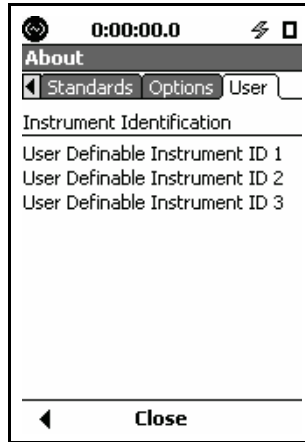 0:00:00.0
About
Standards Options User
Instrument Identification
User Definable Instrument ID 1
User Definable Instrument ID 2
User Definable Instrument ID 3
Close